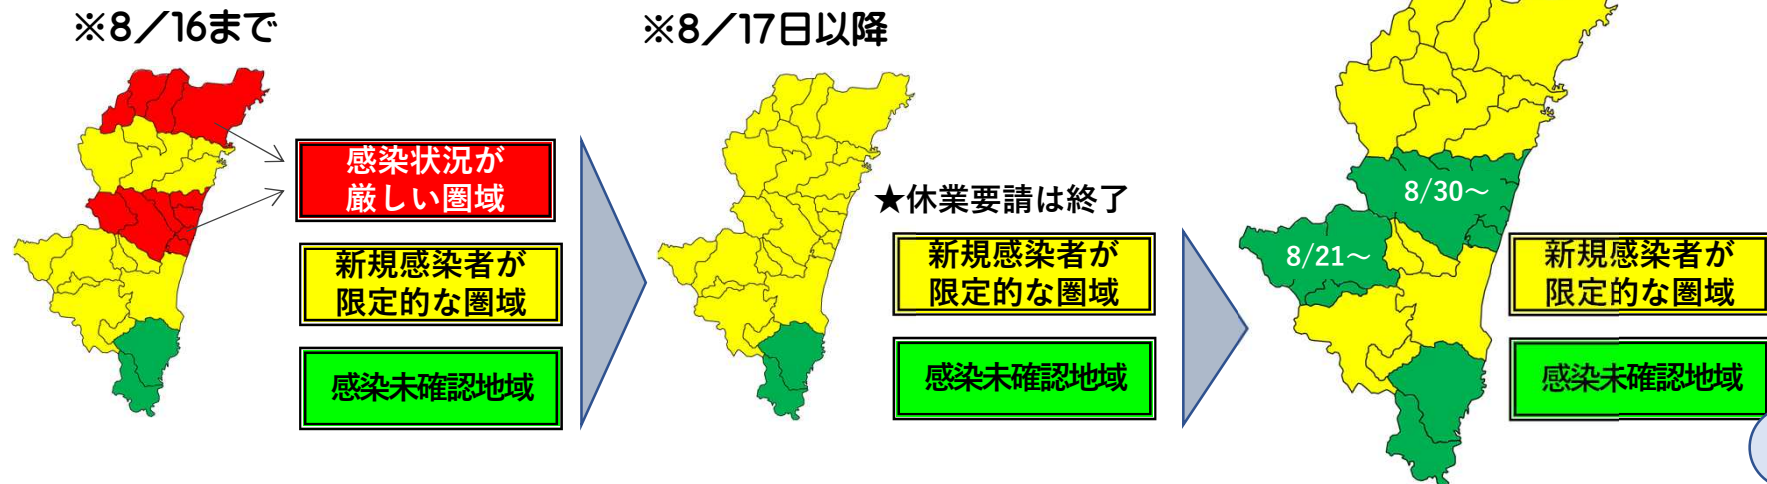 ※8／16まで
感染状況が
厳しい圏域
新規感染者が
限定的な圏域
感染未確認地域
※8／17日以降
★休業要請は終了
新規感染者が
限定的な圏域
感染未確認地域
8/30～
8/21～
新規感染者が
限定的な圏域
感染未確認地域